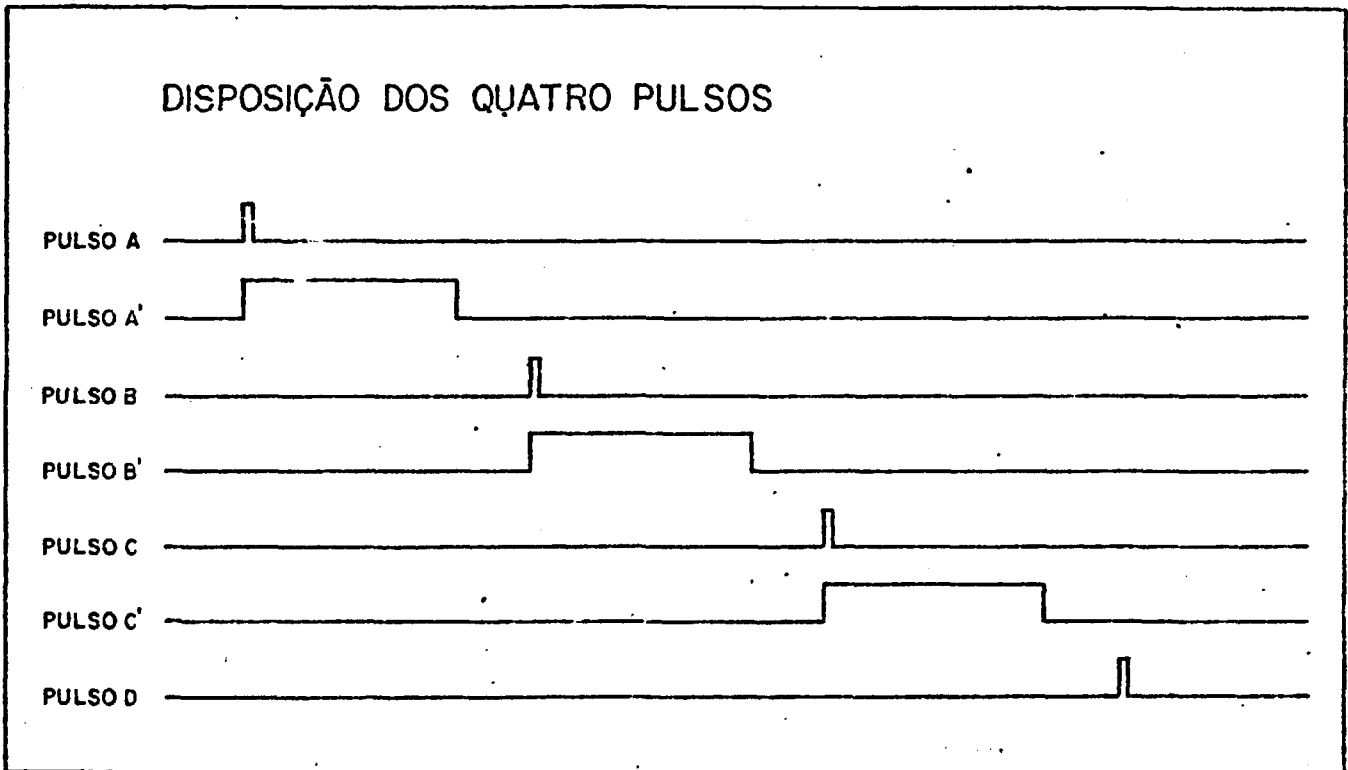 DISPOSIÇÃO DOS QUATRO PULSOS
PULSO A
PULSO A'
PULSO B
PULSO B'
PULSO C
PULSO C'
PULSO D